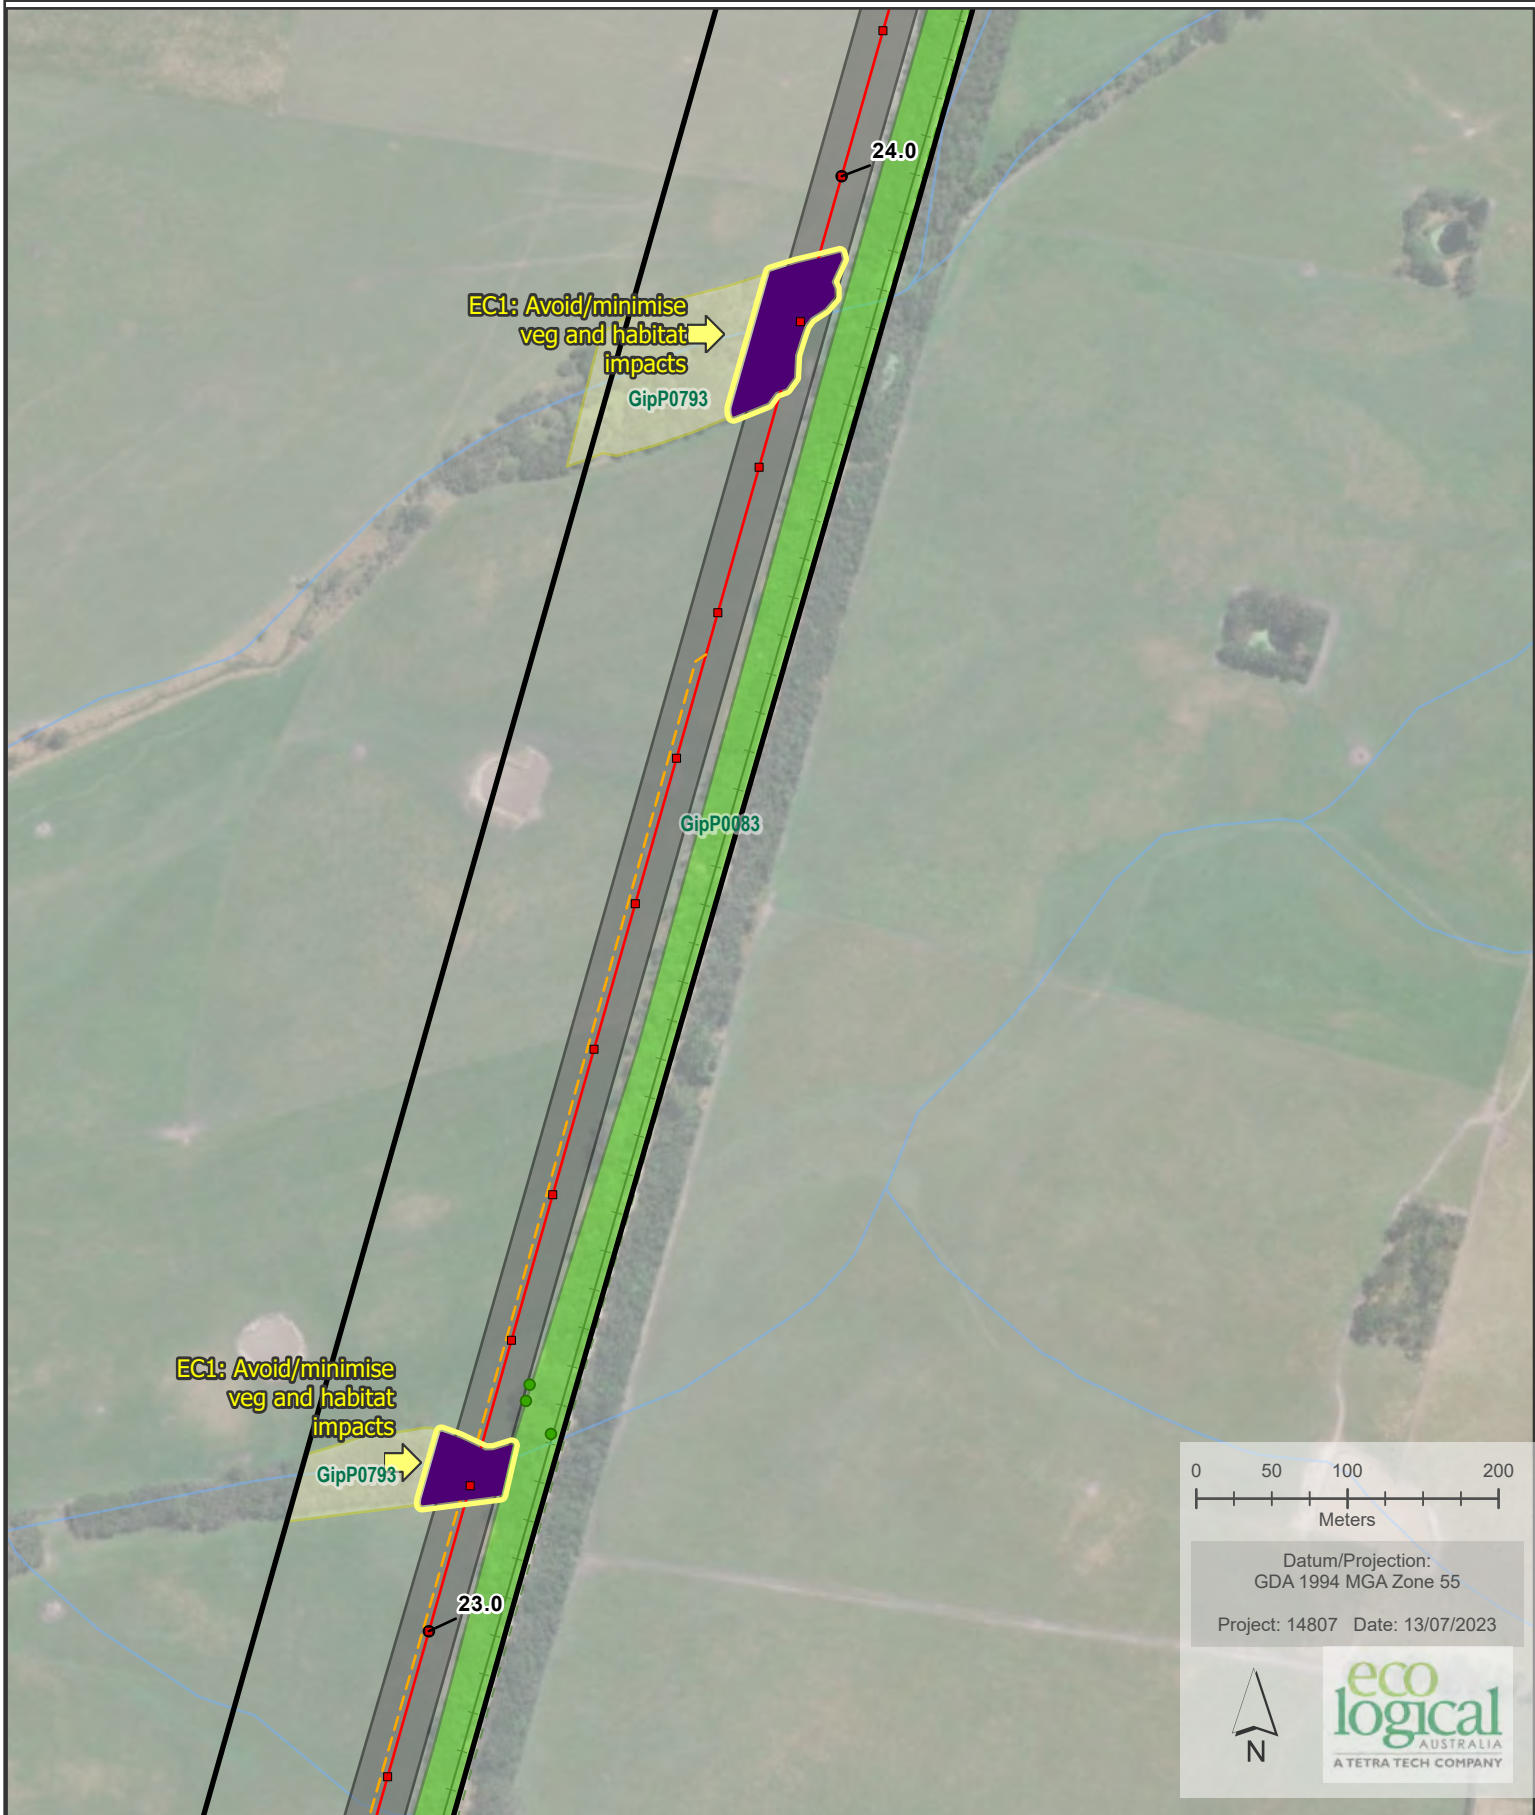 24.0
EC1: Avoid/minimise
veg and habitat
impacts
GipP0793
GipP0083
EC1: Avoid/minimise
veg and habitat
impacts
GipP0793
23.0
0 50 100 200
Meters
Datum/Projection:
GDA 1994 MGA Zone 55
Project: 14807 Date: 13/07/2023
N
eco
logical
AUSTRALIA
A TETRA TECH COMPANY